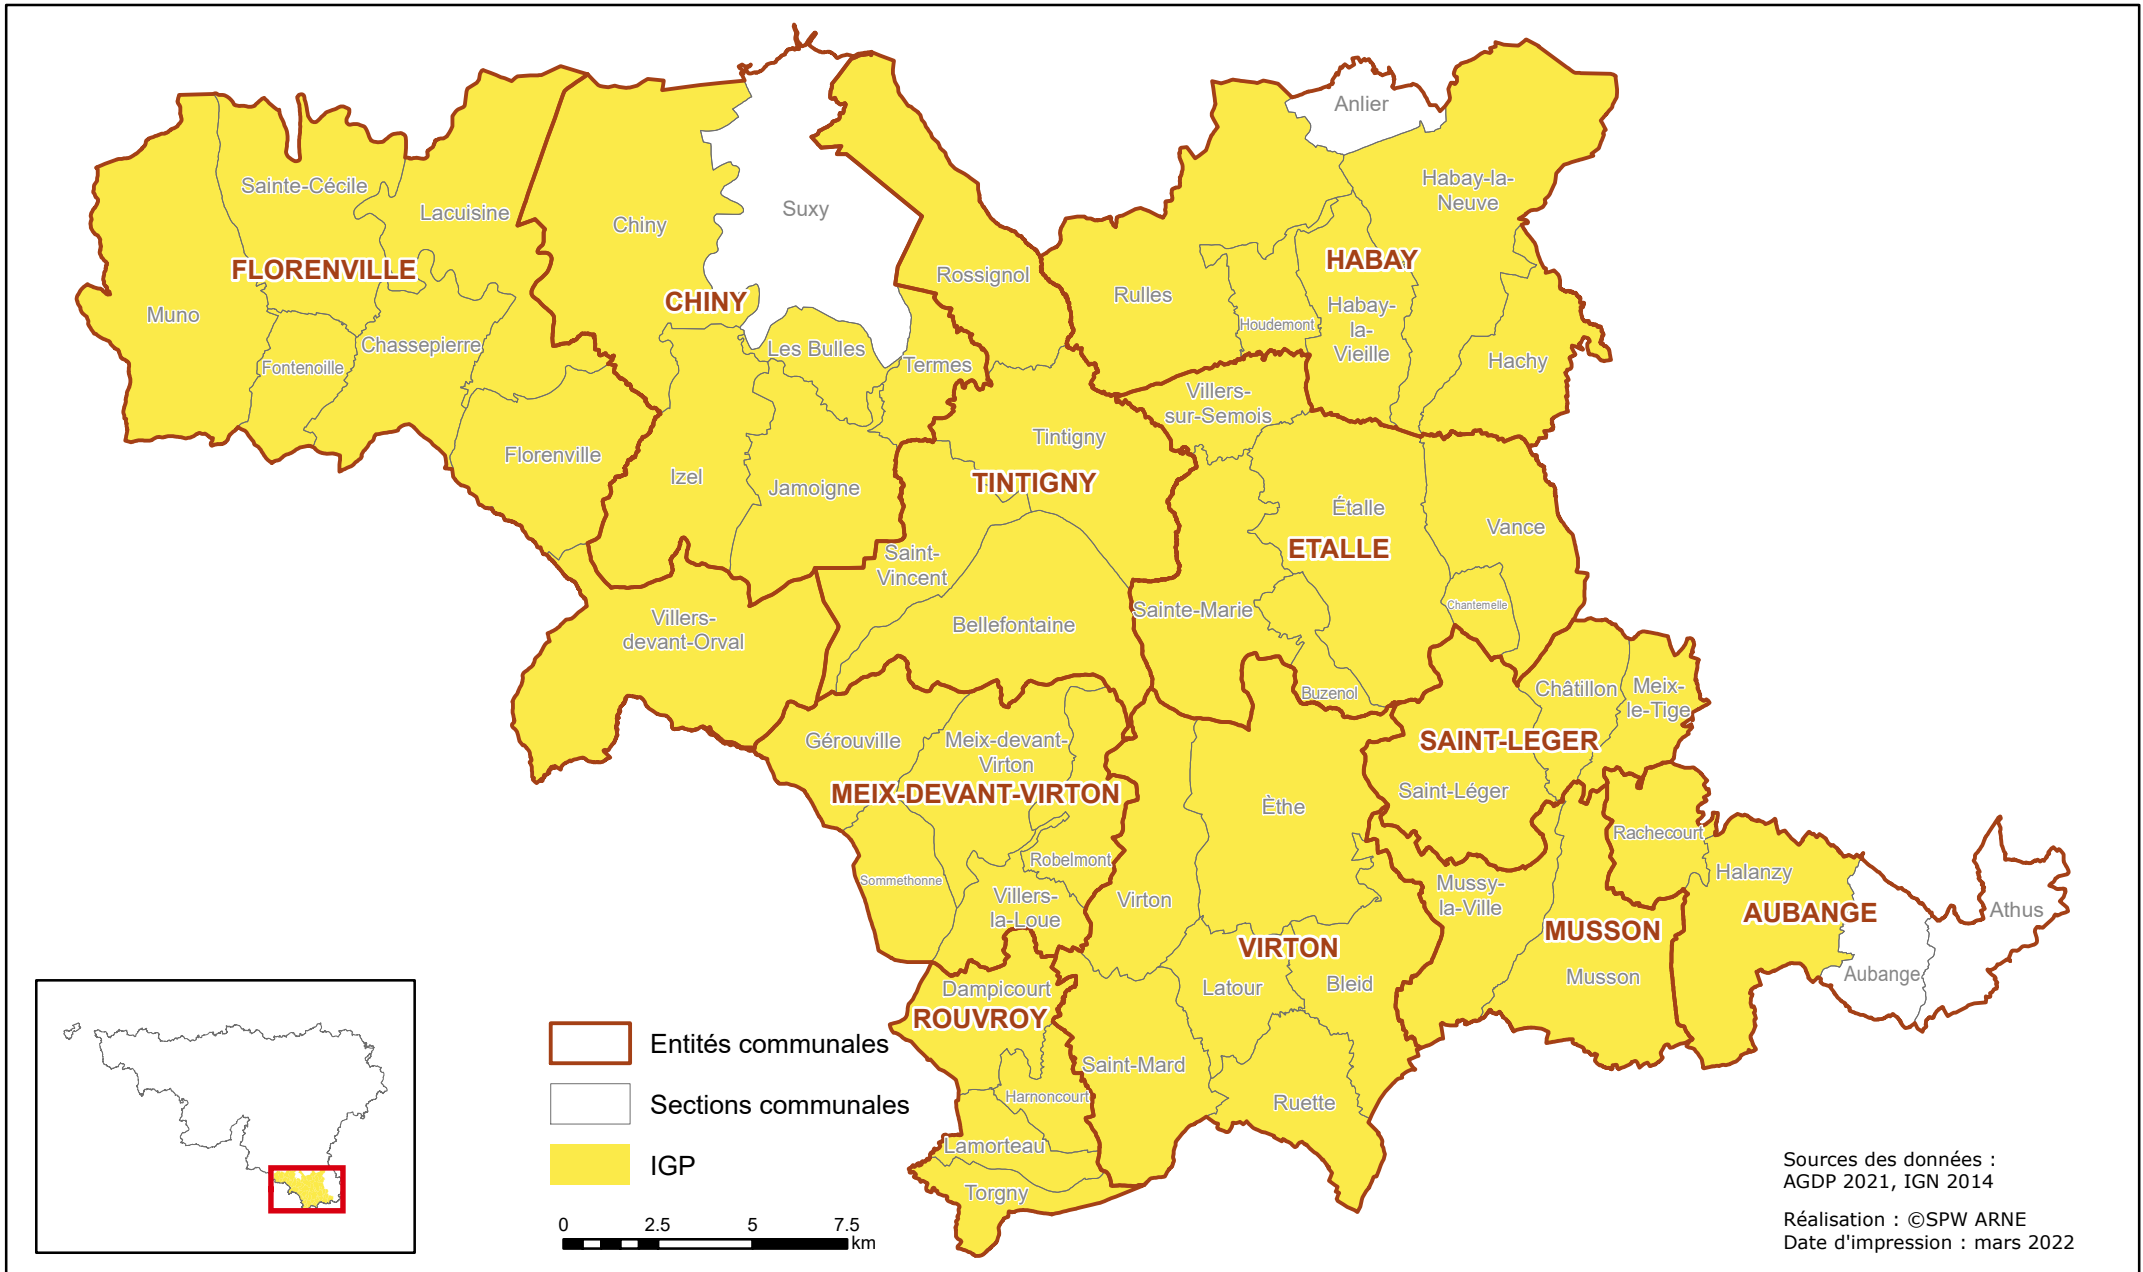 Anlier
Habay-la-
Neuve
Sainte-Cécile
Lacuisine
Suxy
Chiny
FLORENVILLE
HABAY
Rossignol
CHINY
Rulles
Muno
Habay-
la-
Vieille
Houdemont
Chassepierre
Les Bulles
Fontenoille
Termes
Hachy
Villers-
sur-Semois
Tintigny
Florenville
Izel
TINTIGNY
Jamoigne
Étalle
Vance
ETALLE
Saint-
Vincent
Chantemelle
Sainte-Marie
Villers-
devant-Orval
Bellefontaine
Châtillon
Meix-
le-Tige
Buzenol
Gérouville
Meix-devant-
Virton
SAINT-LEGER
MEIX-DEVANT-VIRTON
Saint-Léger
Èthe
Rachecourt
Robelmont
Halanzy
Sommethonne
Mussy-
la-Ville
Villers-
la-Loue
Virton
AUBANGE
Athus
MUSSON
VIRTON
Musson
Aubange
Dampicourt
Latour
Bleid
ROUVROY
Saint-Mard
Harnoncourt
Ruette
Lamorteau
Torgny
Entités communales
Sections communales
IGP
0 2.5 5 7.5
km
Sources des données :
AGDP 2021, IGN 2014
Réalisation : ©SPW ARNE
Date d'impression : mars 2022